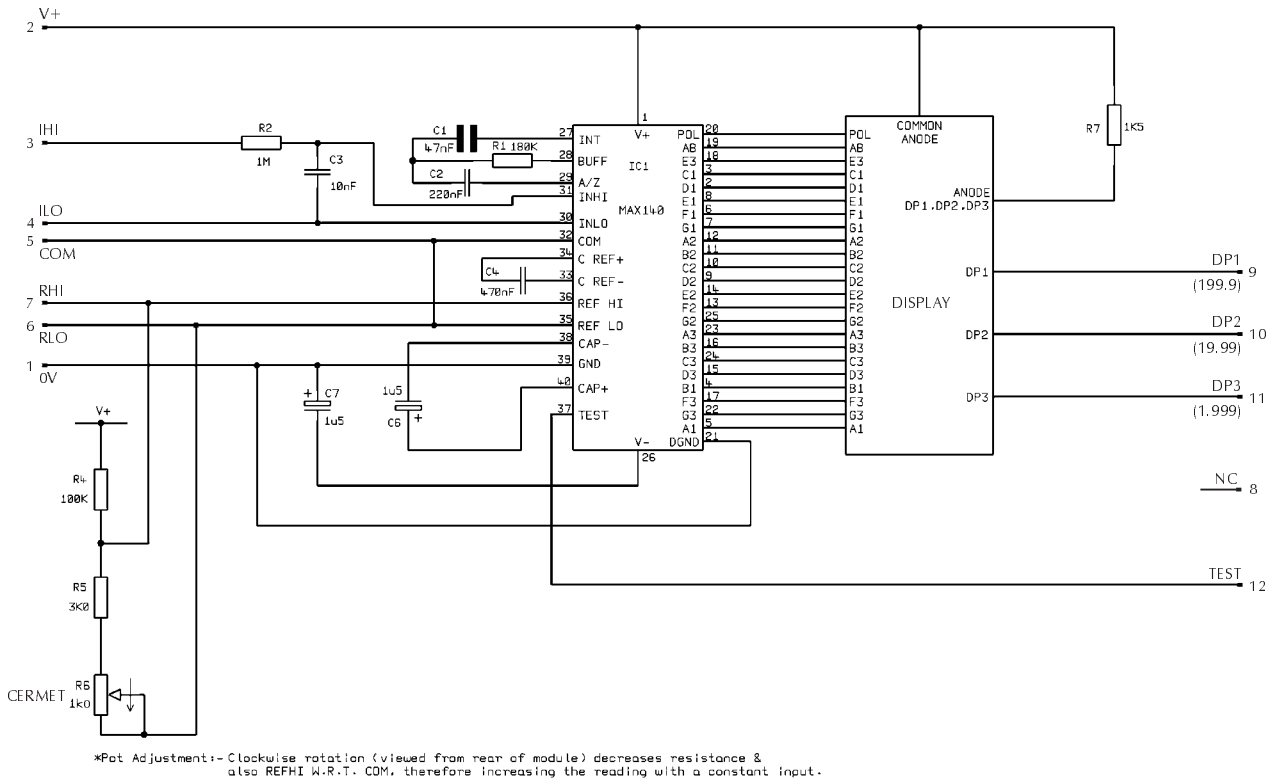 2 V+
3 IHI
4 ILO
5 COM
7 RHI
6 RLO
1 0V
R2
1M
C3
10nF
C1
47nF
R1 180K
C2
220nF
C4
470nF
C7
+
1u5
1u5
C6
+
1
V+
IC1
MAX140
27 INT
28 BUFF
29 A/Z
31 INHI
30 INLO
32 COM
34 C REF+
33 C REF-
36 REF HI
35 REF LO
38 CAP-
39 GND
40 CAP+
37 TEST
V-
26
POL 20
AB 19
E3 18
C1 3
D1 2
E1 8
F1 6
G1 7
A2 12
B2 11
C2 10
D2 9
E2 14
F2 13
G2 25
A3 23
B3 16
C3 24
D3 15
B1 4
F3 17
G3 22
A1 5
DGND 21
COMMON
ANODE
POL
AB
E3
C1
D1
E1
F1
G1
A2
B2
C2
D2
E2
F2
G2
A3
B3
C3
D3
B1
F3
G3
A1
ANODE
DP1,DP2,DP3
DP1
DISPLAY
DP2
DP3
R7 1K5
DP1
9
(199.9)
DP2
10
(19.99)
DP3
11
(1.999)
NC 8
TEST
12
V+
R4
100K
R5
3K0
CERMET
R6
1k0
*Pot Adjustment:- Clockwise rotation (viewed from rear of module) decreases resistance &
also REFHI W.R.T. COM, therefore increasing the reading with a constant input.